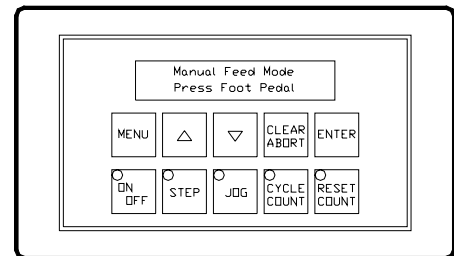 Manual Feed Mode
Press Foot Pedal
MENU
CLEAR
ABORT
ENTER
ON
OFF
STEP
JOG
CYCLE
COUNT
RESET
COUNT